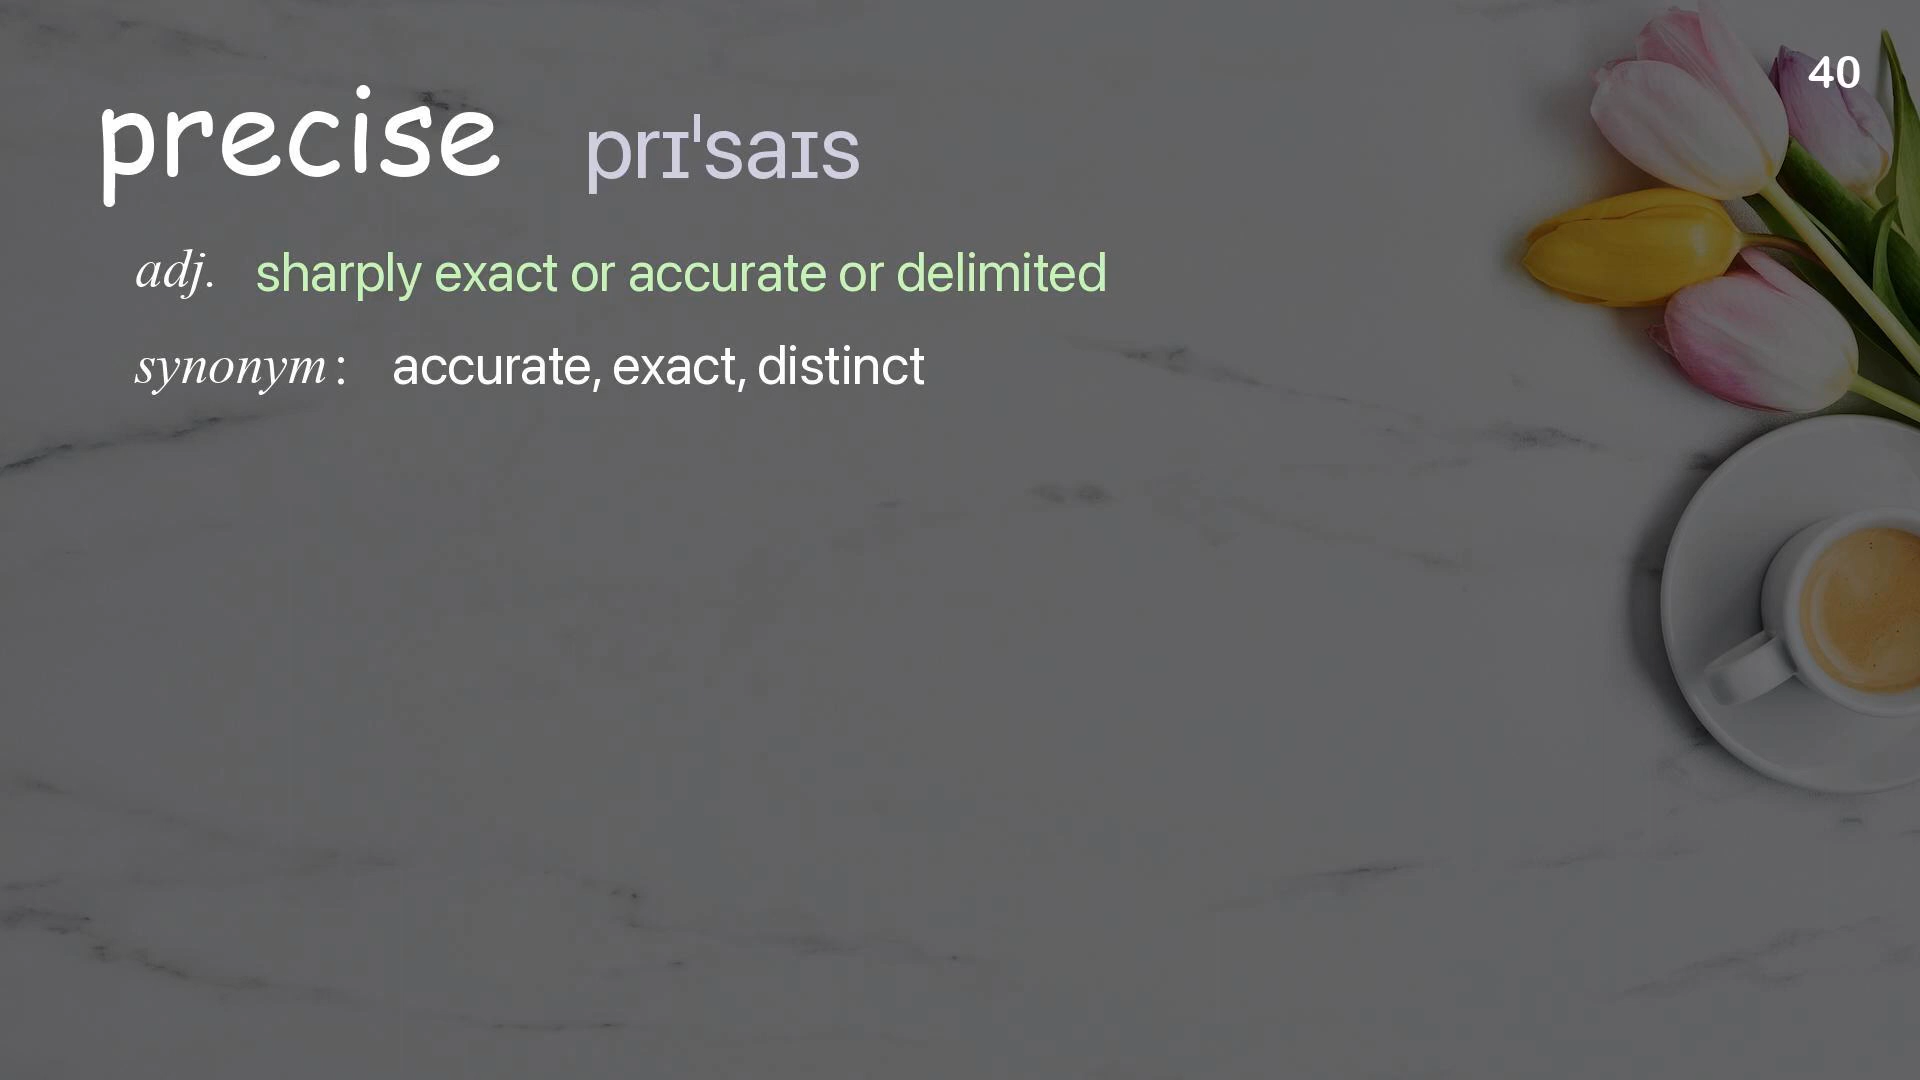 40
precise prɪˈsaɪs
adj. sharply exact or accurate or delimited
synonym: accurate, exact, distinct